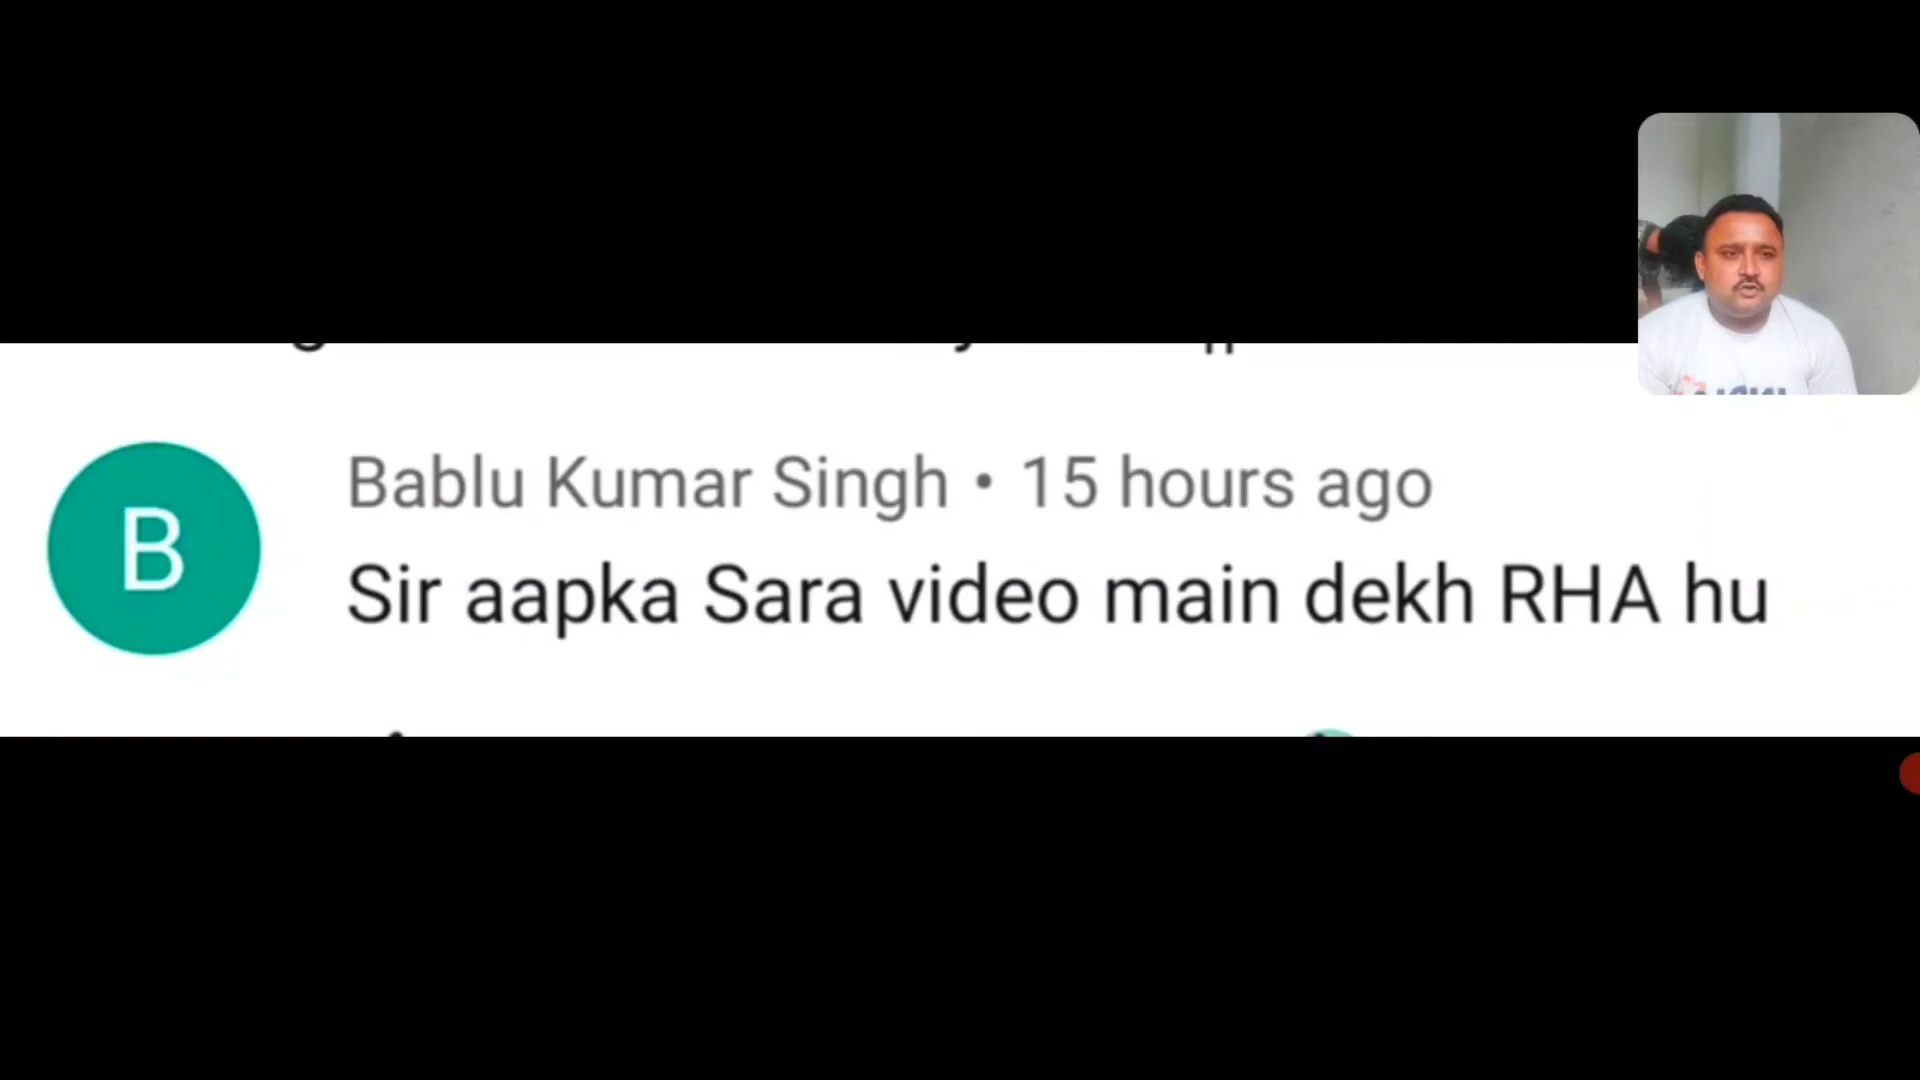 Bablu Kumar Singh • 15 hours ago
B
Sir aapka Sara video main dekh RHA hu